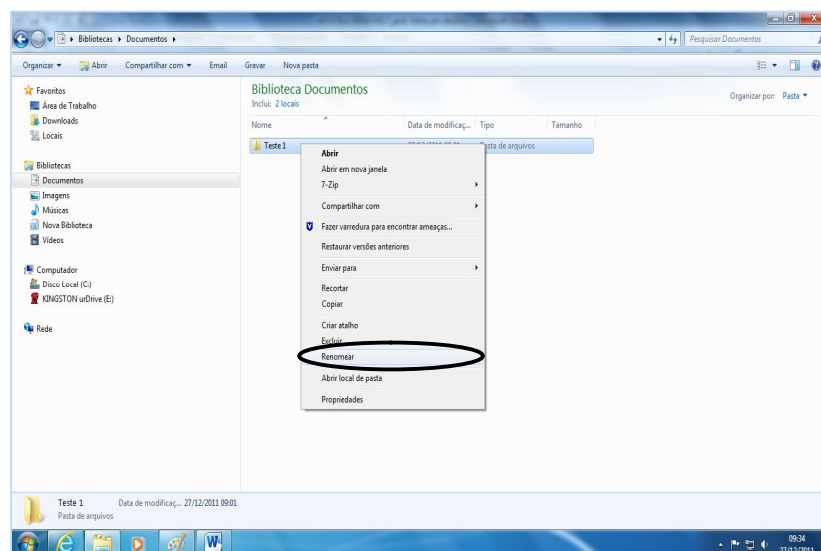 Bibliotecas ▸ Documentos ▸
Pesquisar Documentos
Organizar ▾ Abrir Compartilhar com ▾ Email Gravar Nova pasta
Favoritos
Área de Trabalho
Downloads
Locais
Bibliotecas
Documentos
Imagens
Músicas
Nova Biblioteca
Vídeos
Computador
Disco Local (C:)
KINGSTON urDrive (E:)
Rede
Biblioteca Documentos
Inclui: 2 locais
Organizar por: Pasta ▾
Nome Data de modificaç... Tipo Tamanho
Teste 1 Pasta de arquivos
Abrir
Abrir em nova janela
7-Zip
Compartilhar com
Fazer varredura para encontrar ameaças...
Restaurar versões anteriores
Enviar para
Recortar
Copiar
Criar atalho
Excluir
Renomear
Abrir local de pasta
Propriedades
Teste 1 Data de modificaç... 27/12/2011 09:01
Pasta de arquivos
09:34
27/12/2011